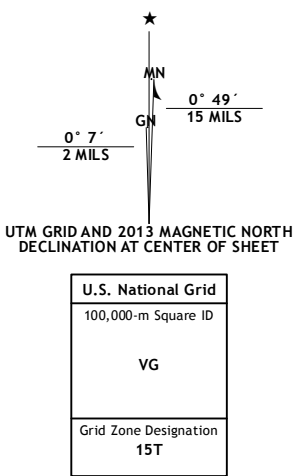 ★
MN
GN
0° 49´
15 MILS
0° 7´
2 MILS
UTM GRID AND 2013 MAGNETIC NORTH
DECLINATION AT CENTER OF SHEET
U.S. National Grid
100,000-m Square ID
VG
Grid Zone Designation
15T